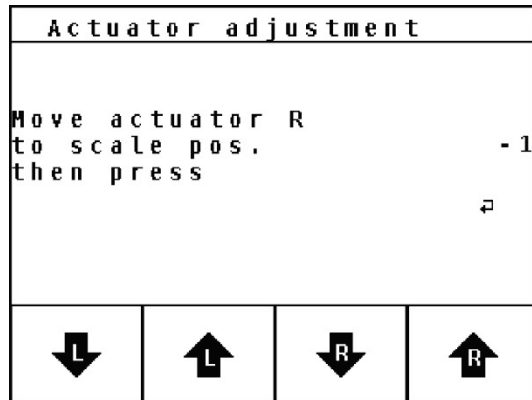 Actuator adjustment
Move actuator R
to scale pos. -1
then press
↵
L L R R